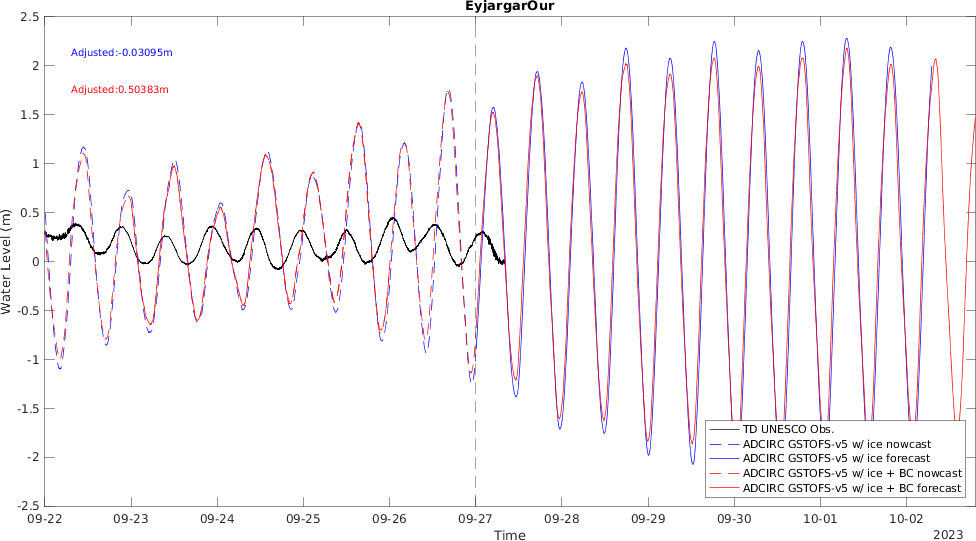 EyjargarOur
2.5
Adjusted:-0.03095m
2
Adjusted:0.50383m
1.5
1
0.5
0
-0.5
-1
-1.5
-2
-2.5
Water Level (m)
TD UNESCO Obs.
ADCIRC GSTOFS-v5 w/ ice nowcast
ADCIRC GSTOFS-v5 w/ ice forecast
ADCIRC GSTOFS-v5 w/ ice + BC nowcast
ADCIRC GSTOFS-v5 w/ ice + BC forecast
09-22 09-23 09-24 09-25 09-26 09-27 09-28 09-29 09-30 10-01 10-02
Time
2023